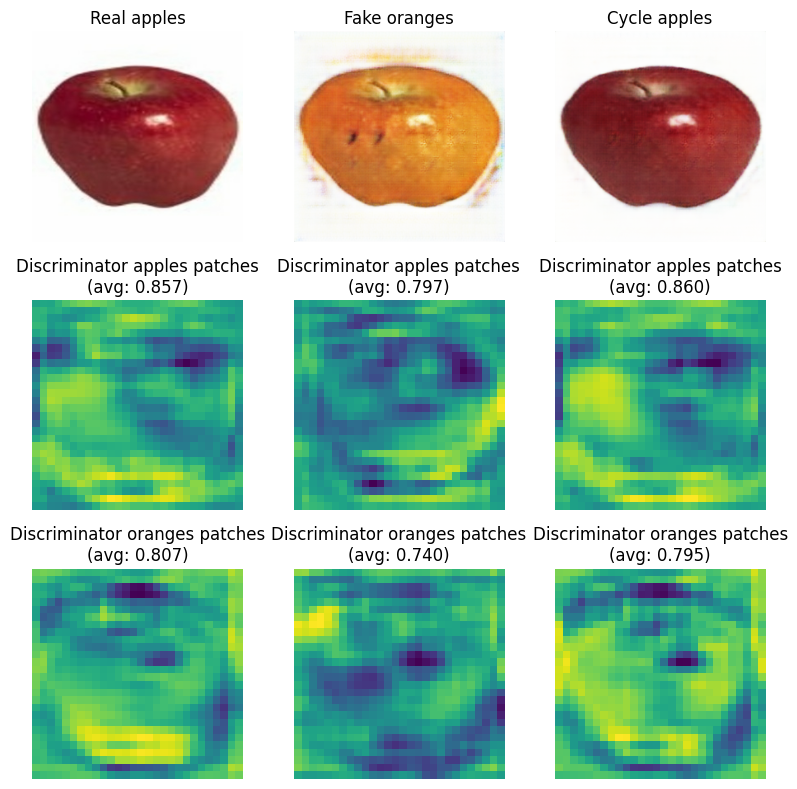 Real apples
Fake oranges
Cycle apples
Discriminator apples patches
(avg: 0.857)
Discriminator apples patches
(avg: 0.797)
Discriminator apples patches
(avg: 0.860)
Discriminator oranges patches
(avg: 0.807)
Discriminator oranges patches
(avg: 0.740)
Discriminator oranges patches
(avg: 0.795)